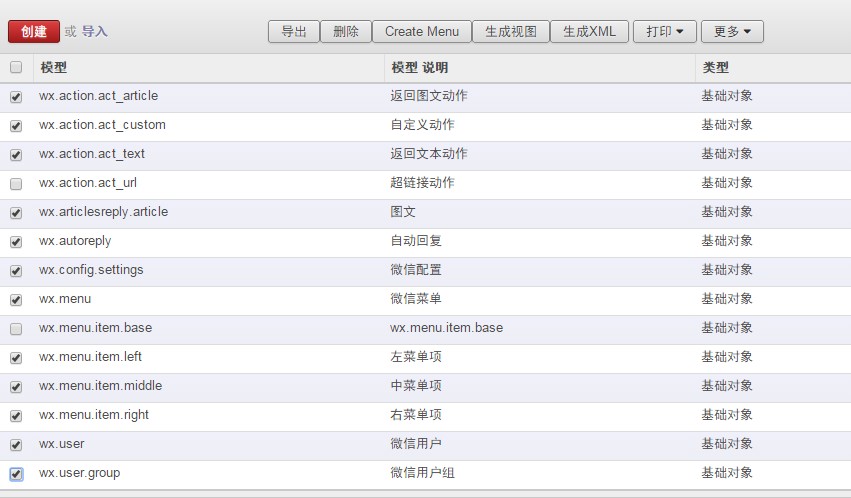 创建 或 导入 导出 删除 Create Menu 生成视图 生成XML 打印 更多
模型 模型 说明 类型
wx.action.act_article 返回图文动作 基础对象
wx.action.act_custom 自定义动作 基础对象
wx.action.act_text 返回文本动作 基础对象
wx.action.act_url 超链接动作 基础对象
wx.articlesreply.article 图文 基础对象
wx.autoreply 自动回复 基础对象
wx.config.settings 微信配置 基础对象
wx.menu 微信菜单 基础对象
wx.menu.item.base wx.menu.item.base 基础对象
wx.menu.item.left 左菜单项 基础对象
wx.menu.item.middle 中菜单项 基础对象
wx.menu.item.right 右菜单项 基础对象
wx.user 微信用户 基础对象
wx.user.group 微信用户组 基础对象